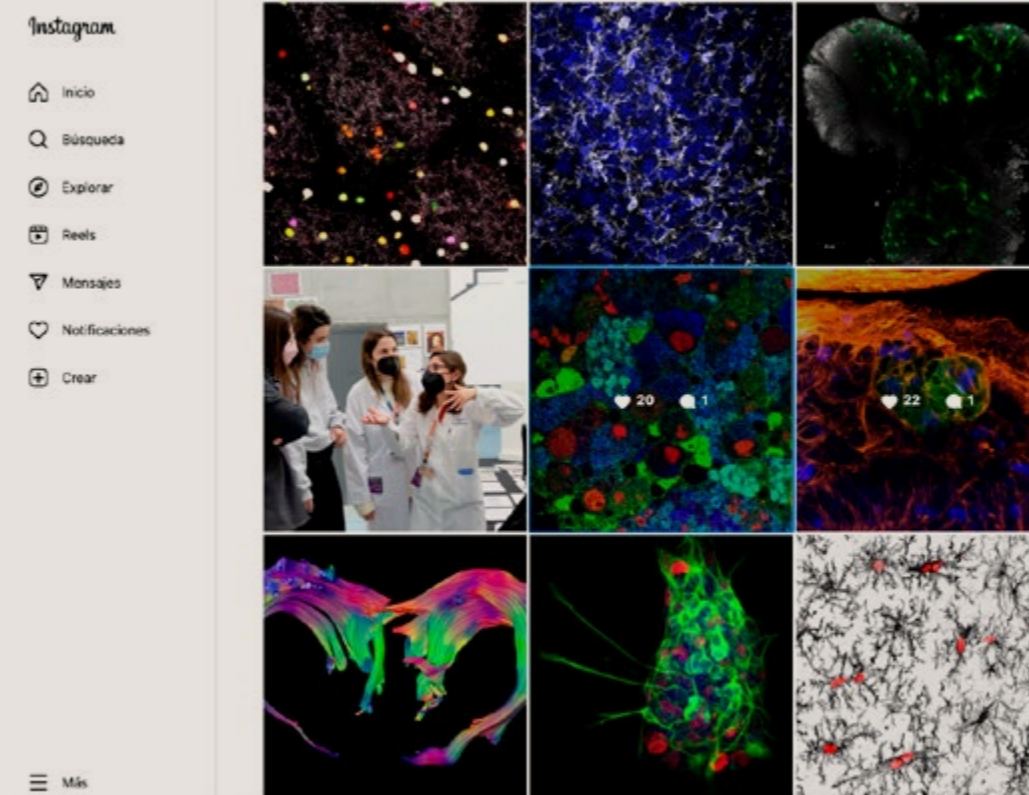 Instagram
Inicio
Búsqueda
Explorar
Reels
Mensajes
Notificaciones
Crear
20 1
22 1
Más